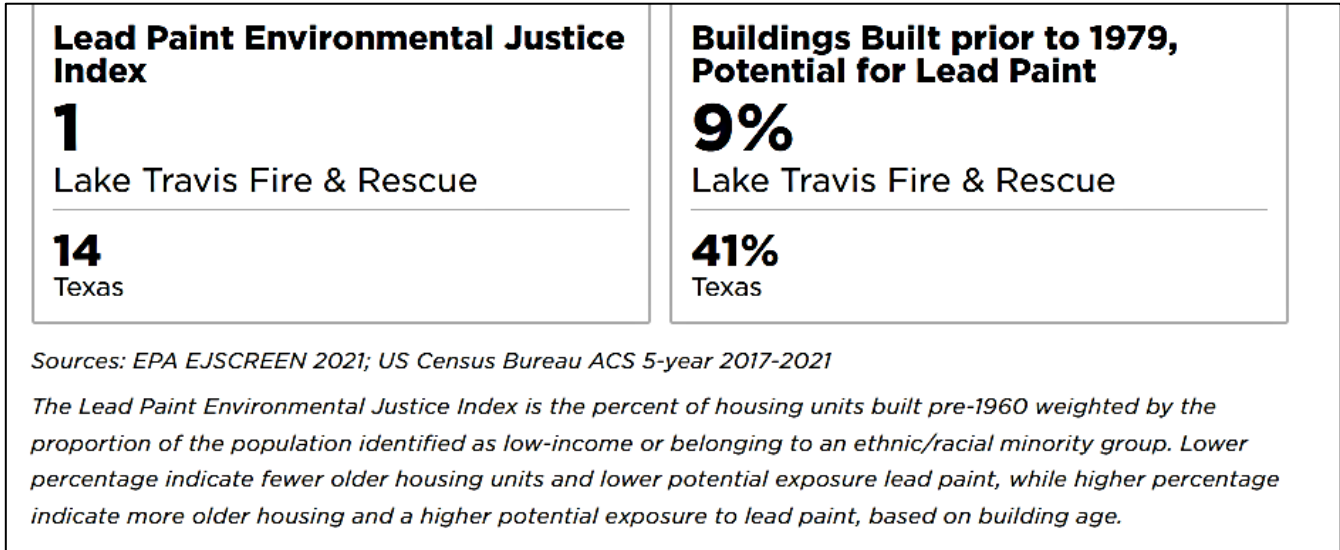 Lead Paint Environmental Justice
Index
1
Lake Travis Fire & Rescue
14
Texas
Buildings Built prior to 1979,
Potential for Lead Paint
9%
Lake Travis Fire & Rescue
41%
Texas
Sources: EPA EJSCREEN 2021; US Census Bureau ACS 5-year 2017-2021
The Lead Paint Environmental Justice Index is the percent of housing units built pre-1960 weighted by the
proportion of the population identified as low-income or belonging to an ethnic/racial minority group. Lower
percentage indicate fewer older housing units and lower potential exposure lead paint, while higher percentage
indicate more older housing and a higher potential exposure to lead paint, based on building age.